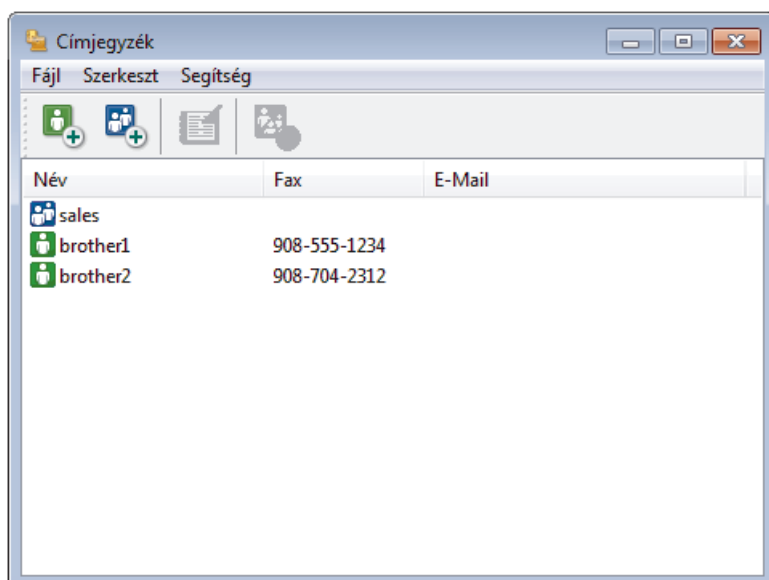 Címjegyzék
Fájl Szerkeszt Segítség
Név Fax E-Mail
sales
brother1 908-555-1234
brother2 908-704-2312